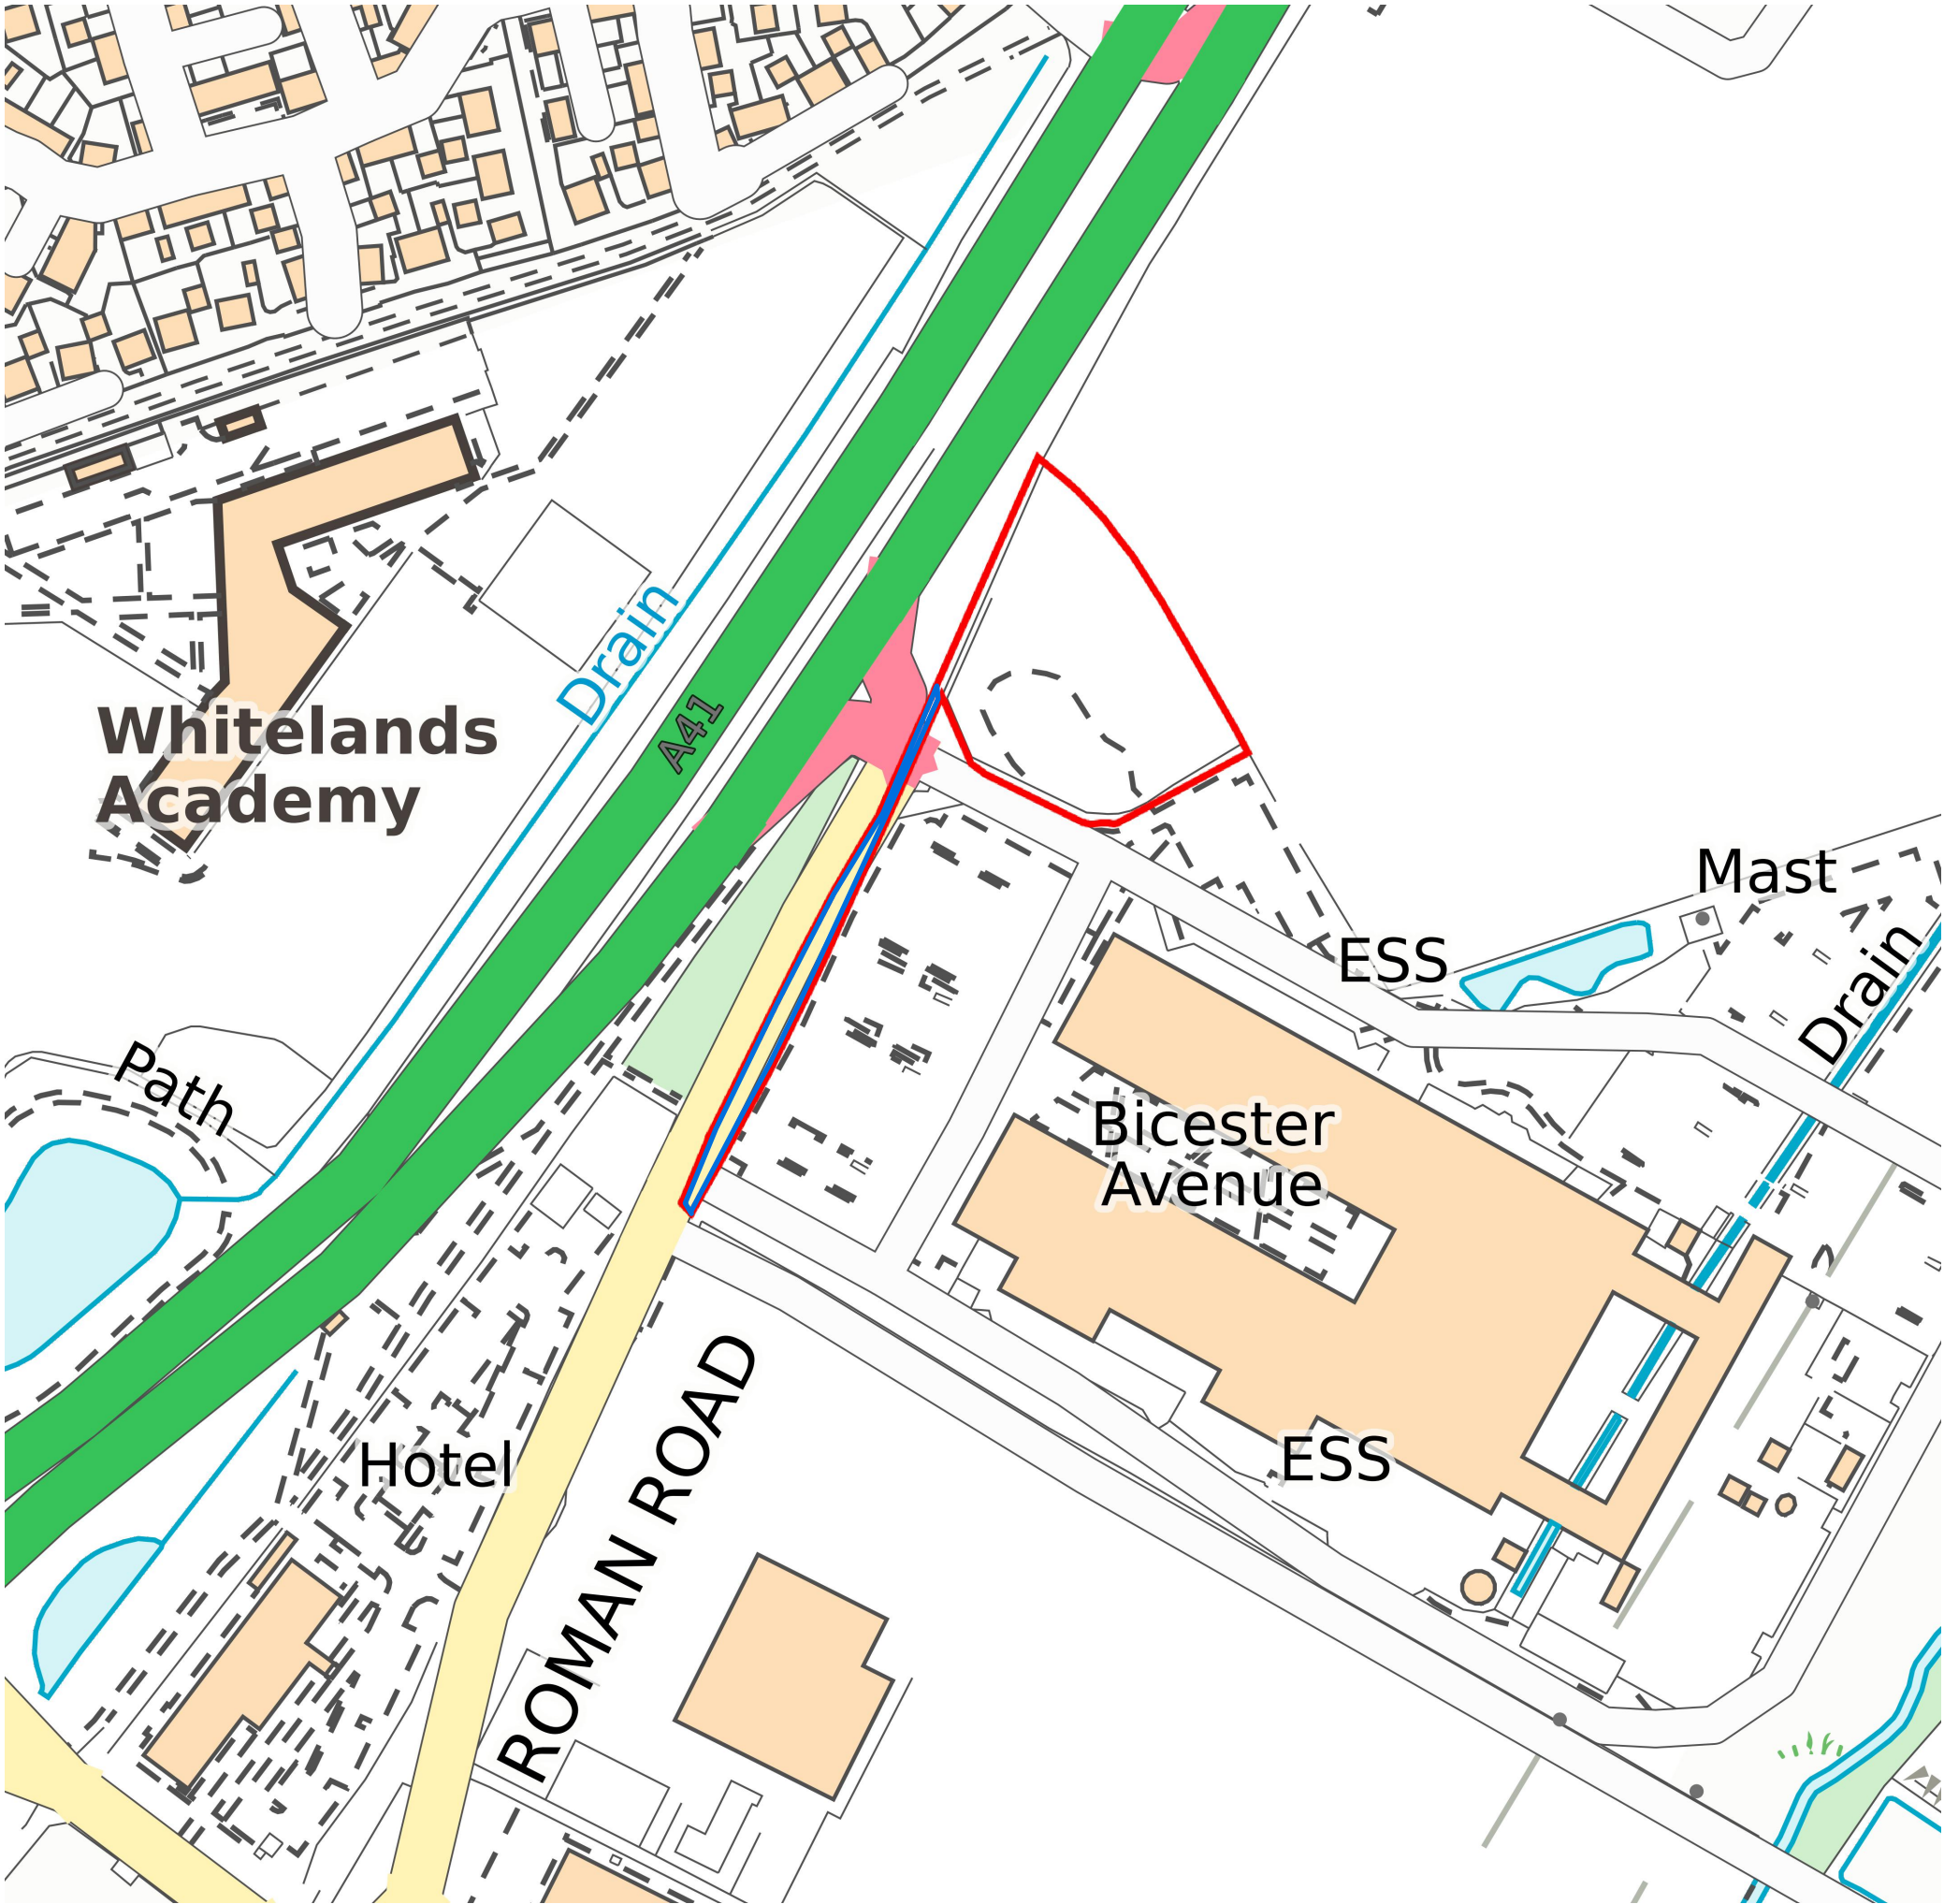 Drain
A41
Whitelands
Academy
Mast
ESS
Drain
Path
Bicester
Avenue
ROMAN ROAD
Hotel
ESS